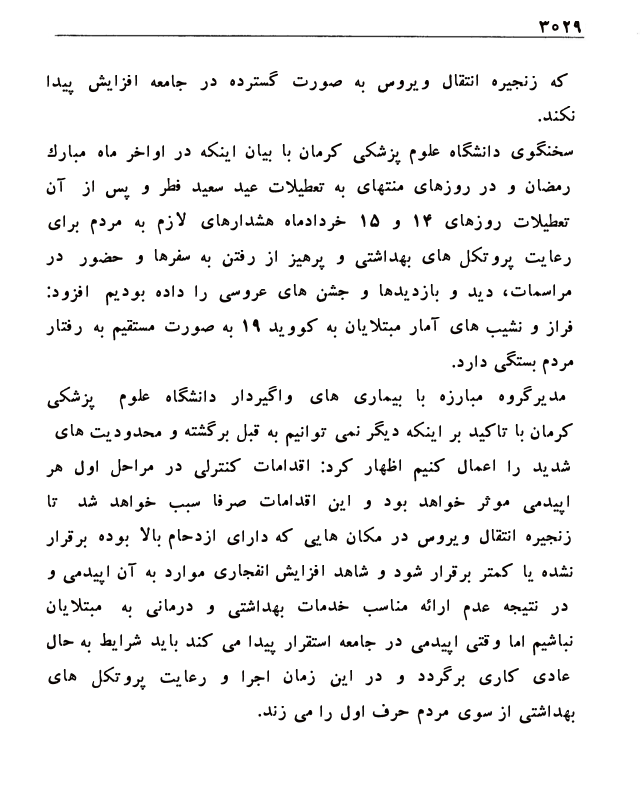 ۳۰۲۹
که زنجیره انتقال ویروس به صورت گسترده در جامعه افزایش پیدا
نکند.
سخنگوی دانشگاه علوم پزشکی کرمان با بیان اینکه در اواخر ماه مبارك
رمضان و در روزهای منتهای به تعطیلات عید سعید فطر و پس از آن
تعطیلات روزهای ۱۴ و ۱۵ خردادماه هشدارهای لازم به مردم برای
رعایت پروتکل های بهداشتی و پرهیز از رفتن به سفرها و حضور در
مراسمات، دید و بازدیدها و جشن های عروسی را داده بودیم افزود:
فراز و نشیب های آمار مبتلایان به کووید ۱۹ به صورت مستقیم به رفتار
مردم بستگی دارد.
مدیرگروه مبارزه با بیماری های واگیردار دانشگاه علوم پزشکی
کرمان با تاکید بر اینکه دیگر نمی توانیم به قبل برگشته و محدودیت های
شدید را اعمال کنیم اظهار کرد: اقدامات کنترلی در مراحل اول هر
اپیدمی موثر خواهد بود و این اقدامات صرفا سبب خواهد شد تا
زنجیره انتقال ویروس در مکان هایی که دارای ازدحام بالا بوده برقرار
نشده یا کمتر برقرار شود و شاهد افزایش انفجاری موارد به آن اپیدمی و
در نتیجه عدم ارائه مناسب خدمات بهداشتی و درمانی به مبتلایان
نباشیم اما وقتی اپیدمی در جامعه استقرار پیدا می کند باید شرایط به حال
عادی کاری برگردد و در این زمان اجرا و رعایت پروتکل های
بهداشتی از سوی مردم حرف اول را می زند.